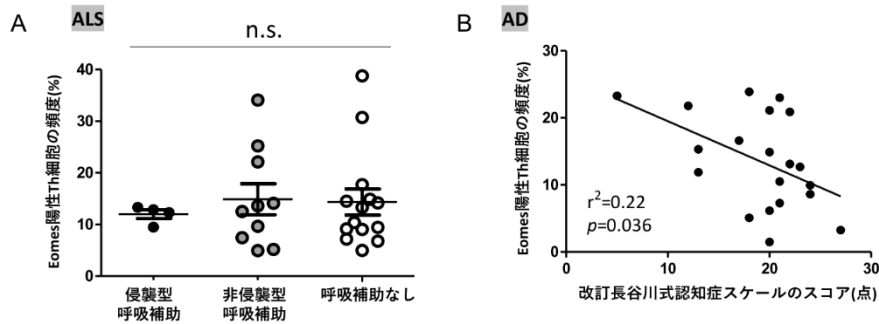 A
ALS
n.s.
Eomes陽性Th細胞の頻度(%)
40
30
20
10
0
侵襲型
呼吸補助
非侵襲型
呼吸補助
呼吸補助なし
B
AD
Eomes陽性Th細胞の頻度(%)
30
20
10
0
r²=0.22
p=0.036
0
10
20
30
改訂長谷川式認知症スケールのスコア(点)